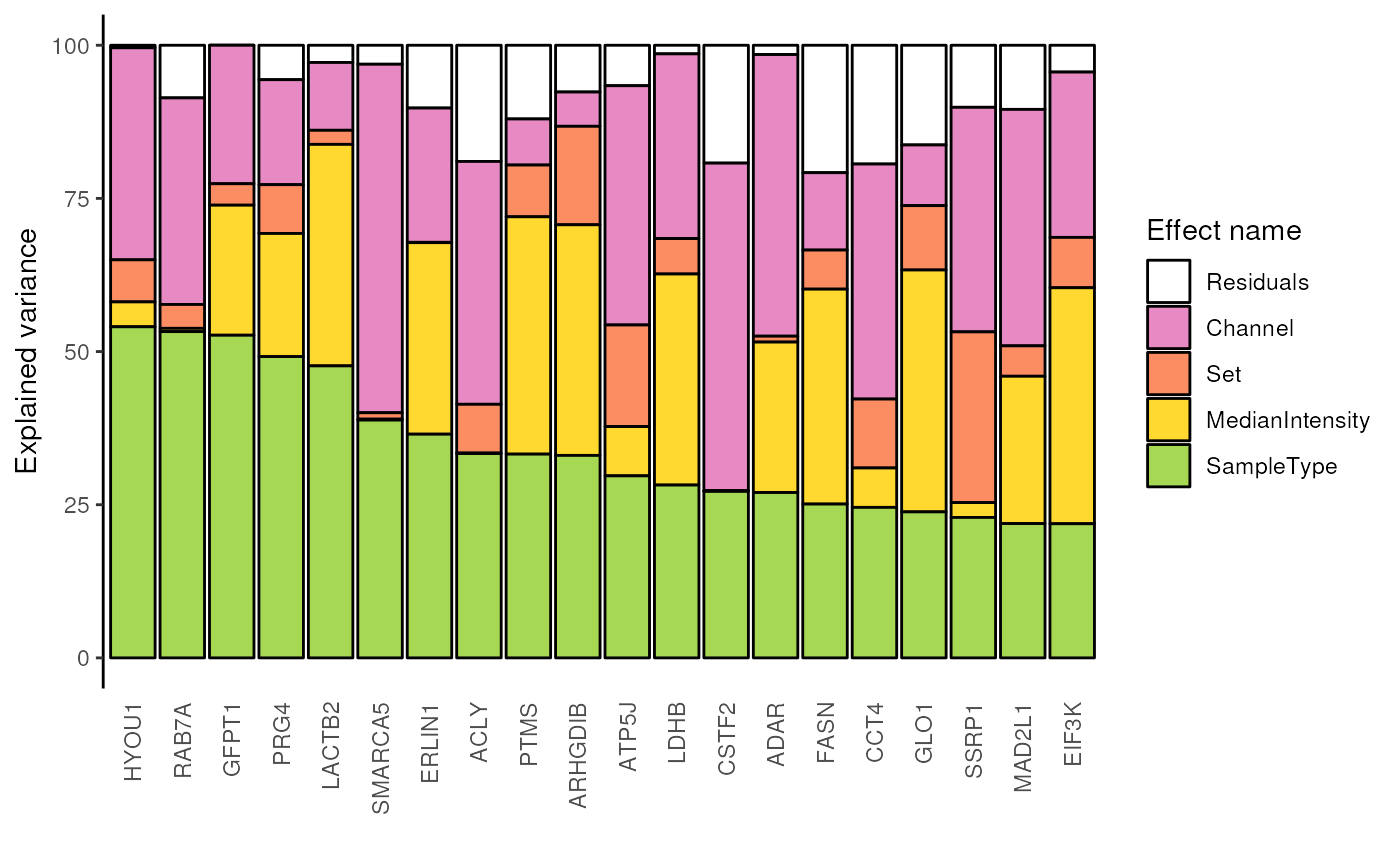 Explained variance
100
75
50
25
0
HYOU1
RAB7A
GFPT1
PRG4
LACTB2
SMARCA5
ERLIN1
ACLY
PTMS
ARHGDIB
ATP5J
LDHB
CSTF2
ADAR
FASN
CCT4
GLO1
SSRP1
MAD2L1
EIF3K
Effect name
Residuals
Channel
Set
MedianIntensity
SampleType